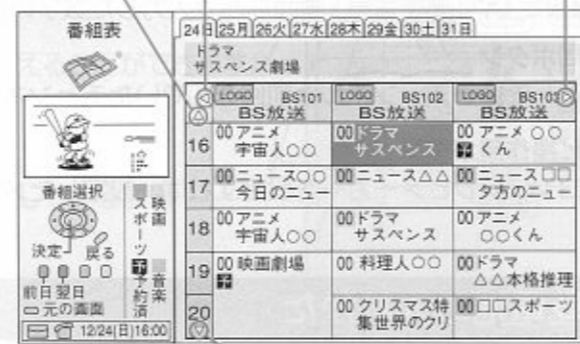 番組表
24日 25月 26火 27水 28木 29金 30土 31日
ドラマ
サスペンス劇場
LOGO BS101
BS放送
LOGO BS102
BS放送
LOGO BS103
BS放送
16
00 アニメ
宇宙人○○
00 ドラマ
サスペンス
00 アニメ ○○
予 くん
17
00 ニュース○○
今日のニュー
00 ニュース△△
00 ニュース□□
夕方のニュー
18
00 アニメ
宇宙人○○
00 ドラマ
サスペンス
00 アニメ
○○くん
19
00 映画劇場
予
00 料理人○○
00 ドラマ
△△本格推理
20
00 クリスマス特
集世界のクリ
00 □□スポーツ
番組選択
決定
戻る
前日 翌日
元の画面
映画
スポーツ
音楽
予 予約済
12/24(日)16:00